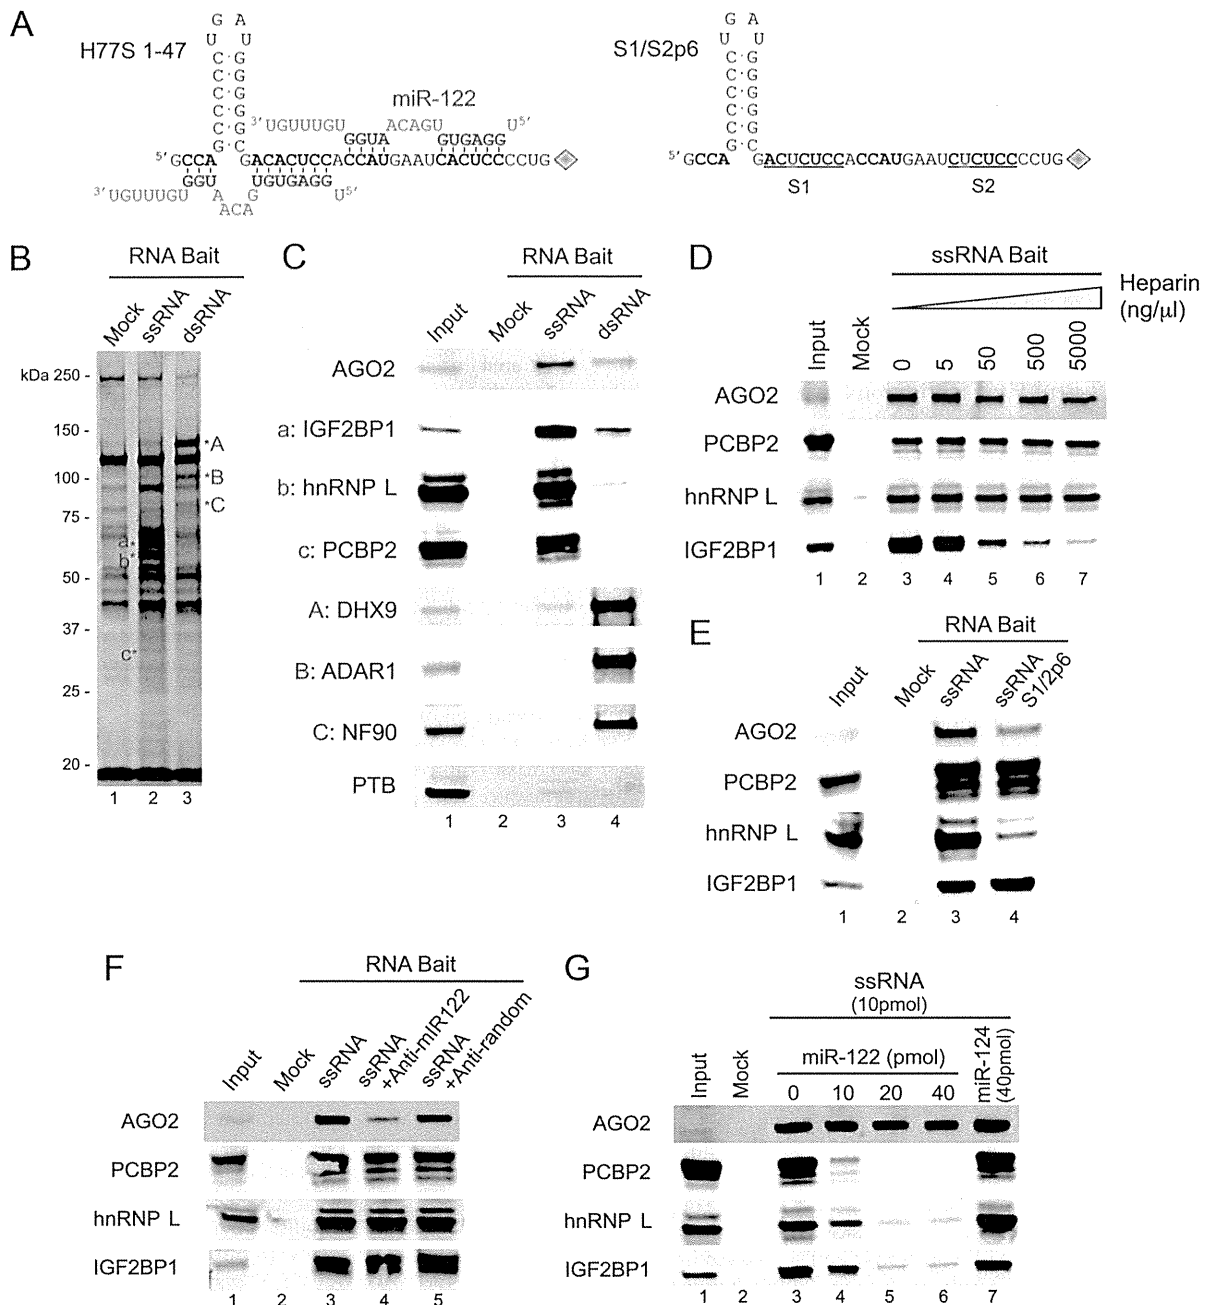 A
H77S 1-47
G A
U U
C·G
C·G
C·G
C·G
C·G
G C
miR-122
3'UGUUUGU ACAGU U5'
GGUA GUGAGG
5'GCCA GACACUCCACCAUGAAUCACUCCCCUG
GGU UGUGAGG
3'UGUUUGU G U5'
ACA
S1/S2p6
G A
U U
C·G
C·G
C·G
C·G
C·G
G C
5'GCCA GACUCUCCACCAUGAAUCUCUCCCCUG
S1 S2
B
RNA Bait
Mock ssRNA dsRNA
kDa 250 -
150 -
*A
100 -
*B
*C
75 -
a*
b*
50 -
37 -
c*
25 -
20 -
1 2 3
C
RNA Bait
Input Mock ssRNA dsRNA
AGO2
a: IGF2BP1
b: hnRNP L
c: PCBP2
A: DHX9
B: ADAR1
C: NF90
PTB
1 2 3 4
D
ssRNA Bait
Heparin
(ng/μl)
Input Mock 0 5 50 500 5000
AGO2
PCBP2
hnRNP L
IGF2BP1
1 2 3 4 5 6 7
E
RNA Bait
Input Mock ssRNA ssRNA S1/2p6
AGO2
PCBP2
hnRNP L
IGF2BP1
1 2 3 4
F
RNA Bait
Input Mock ssRNA ssRNA +Anti-mIR122 ssRNA +Anti-random
AGO2
PCBP2
hnRNP L
IGF2BP1
1 2 3 4 5
G
ssRNA
(10pmol)
miR-122 (pmol)
Input Mock 0 10 20 40 miR-124 (40pmol)
AGO2
PCBP2
hnRNP L
IGF2BP1
1 2 3 4 5 6 7